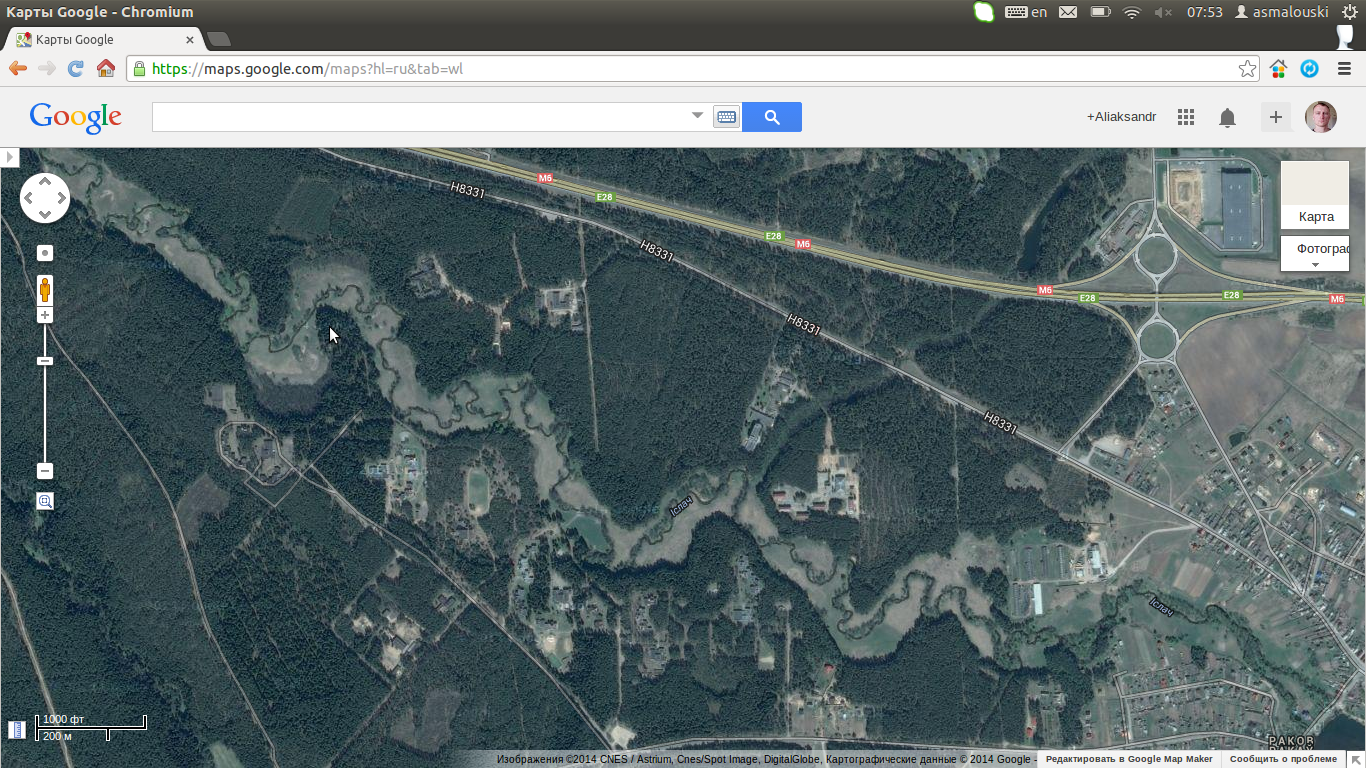 Карты Google - Chromium
en
07:53
asmalouski
Карты Google
https://maps.google.com/maps?hl=ru&tab=wl
Google
+Aliaksandr
M6
H8331
E28
Карта
E28
M6
H8331
Фотограф
M6
E28
E28
M6
H8331
H8331
Іслач
Іслач
1000 фт
200 м
РАКОВ
Изображения ©2014 CNES / Astrium, Cnes/Spot Image, DigitalGlobe, Картографические данные © 2014 Google -
Редактировать в Google Map Maker
Сообщить о проблеме